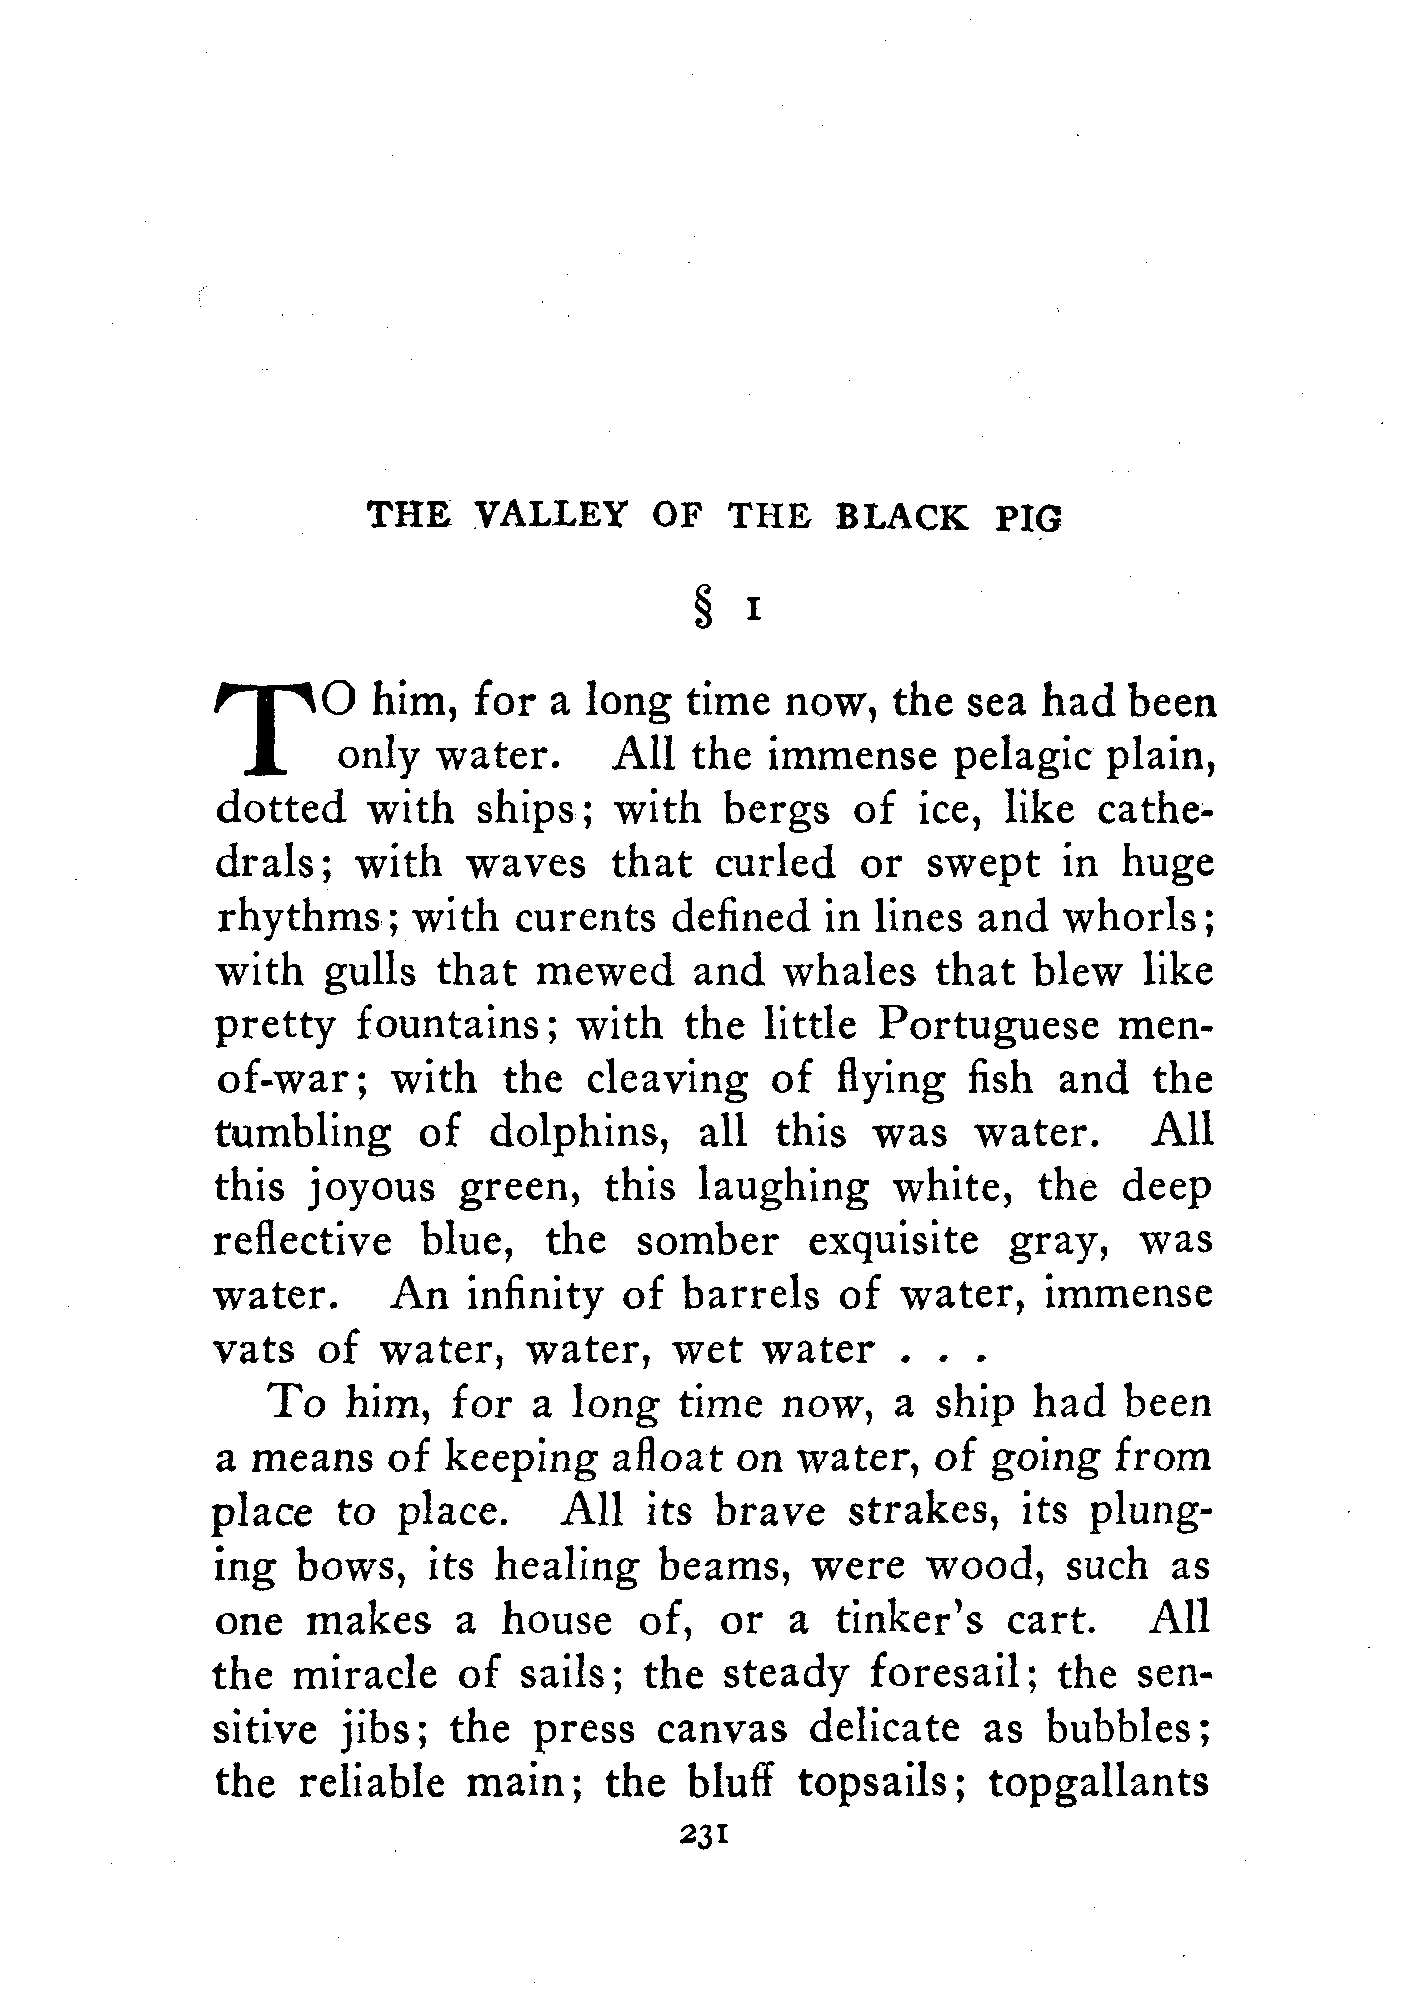 THE VALLEY OF THE BLACK PIG
§ 1
TO him, for a long time now, the sea had been
only water. All the immense pelagic plain,
dotted with ships; with bergs of ice, like cathe-
drals; with waves that curled or swept in huge
rhythms; with curents defined in lines and whorls;
with gulls that mewed and whales that blew like
pretty fountains; with the little Portuguese men-
of-war; with the cleaving of flying fish and the
tumbling of dolphins, all this was water. All
this joyous green, this laughing white, the deep
reflective blue, the somber exquisite gray, was
water. An infinity of barrels of water, immense
vats of water, water, wet water . . .
To him, for a long time now, a ship had been
a means of keeping afloat on water, of going from
place to place. All its brave strakes, its plung-
ing bows, its healing beams, were wood, such as
one makes a house of, or a tinker's cart. All
the miracle of sails; the steady foresail; the sen-
sitive jibs; the press canvas delicate as bubbles;
the reliable main; the bluff topsails; topgallants
231